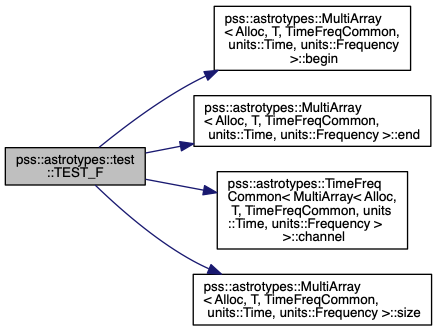 pss::astrotypes::MultiArray
< Alloc, T, TimeFreqCommon,
units::Time, units::Frequency
>::begin
pss::astrotypes::MultiArray
< Alloc, T, TimeFreqCommon,
units::Time, units::Frequency >::end
pss::astrotypes::test
::TEST_F
pss::astrotypes::TimeFreq
Common< MultiArray< Alloc,
T, TimeFreqCommon, units
::Time, units::Frequency >
>::channel
pss::astrotypes::MultiArray
< Alloc, T, TimeFreqCommon,
units::Time, units::Frequency >::size